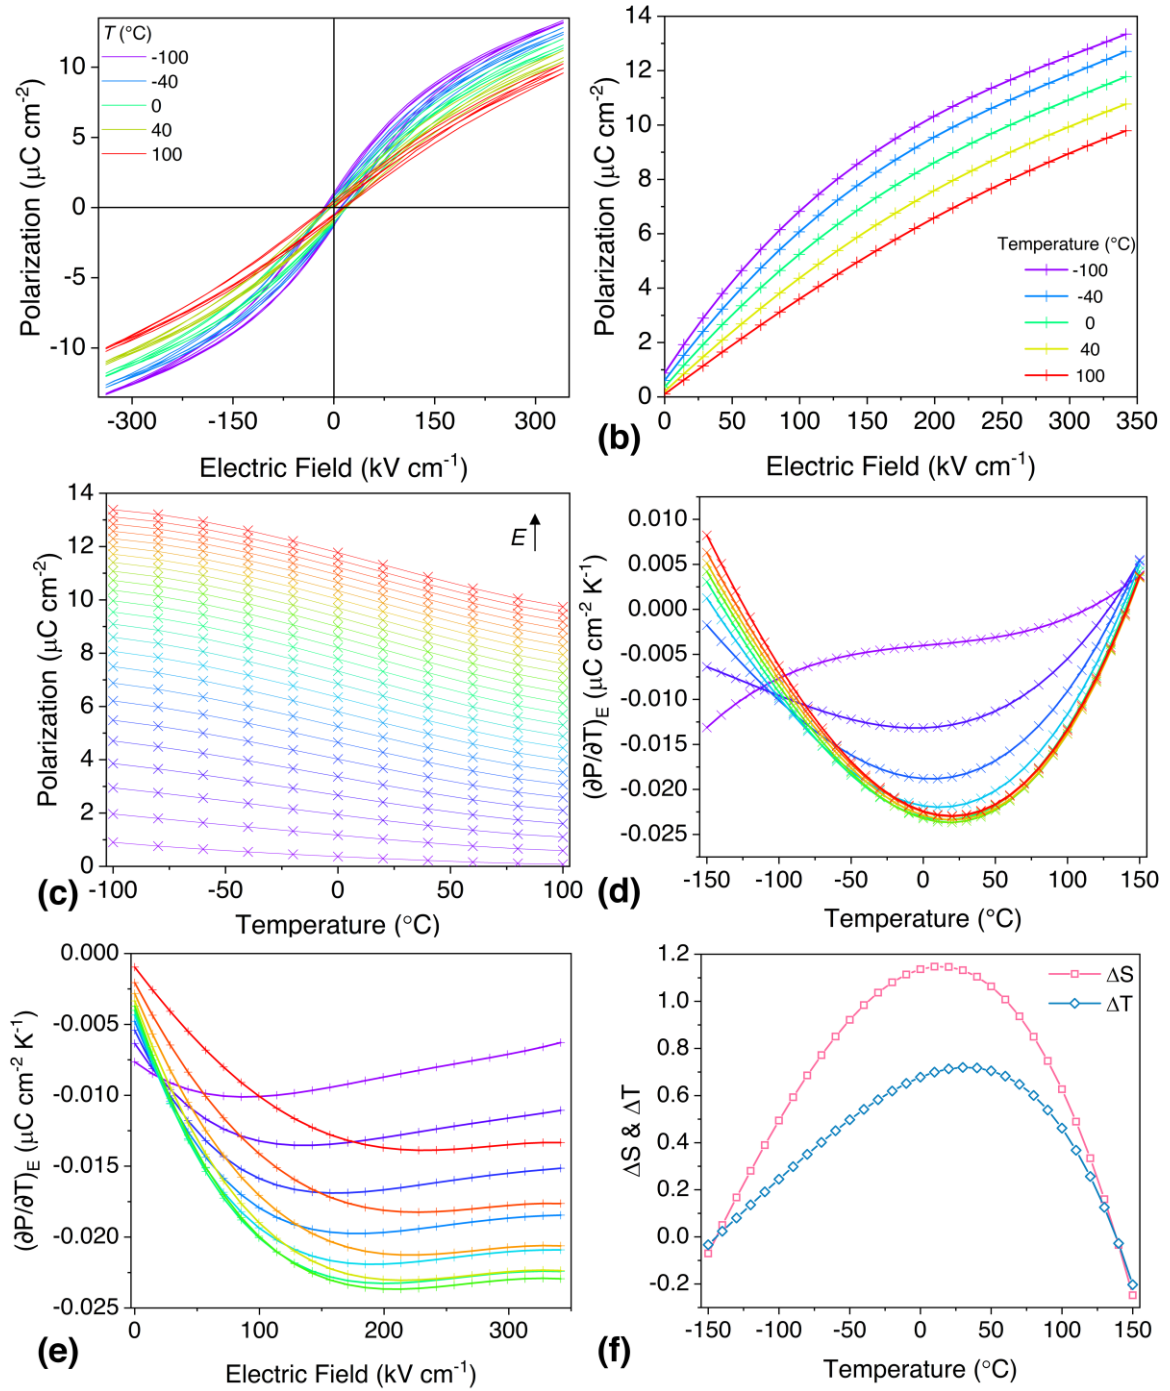 T (°C)
-100
-40
0
40
100
10
5
0
-5
-10
-300 -150 0 150 300
Polarization (μC cm-2)
Electric Field (kV cm-1)
14
12
10
8
6
4
2
0
0 50 100 150 200 250 300 350
Polarization (μC cm-2)
Temperature (°C)
-100
-40
0
40
100
(b)
Electric Field (kV cm-1)
14
12
10
8
6
4
2
0
-100 -50 0 50 100
E
Polarization (μC cm-2)
(c)
Temperature (°C)
0.010
0.005
0.000
-0.005
-0.010
-0.015
-0.020
-0.025
-150 -100 -50 0 50 100 150
(∂P/∂T)E (μC cm-2 K-1)
(d)
Temperature (°C)
0.000
-0.005
-0.010
-0.015
-0.020
-0.025
0 100 200 300
(∂P/∂T)E (μC cm-2 K-1)
(e)
Electric Field (kV cm-1)
1.2
1.0
0.8
0.6
0.4
0.2
0.0
-0.2
-150 -100 -50 0 50 100 150
ΔS & ΔT
ΔS
ΔT
(f)
Temperature (°C)